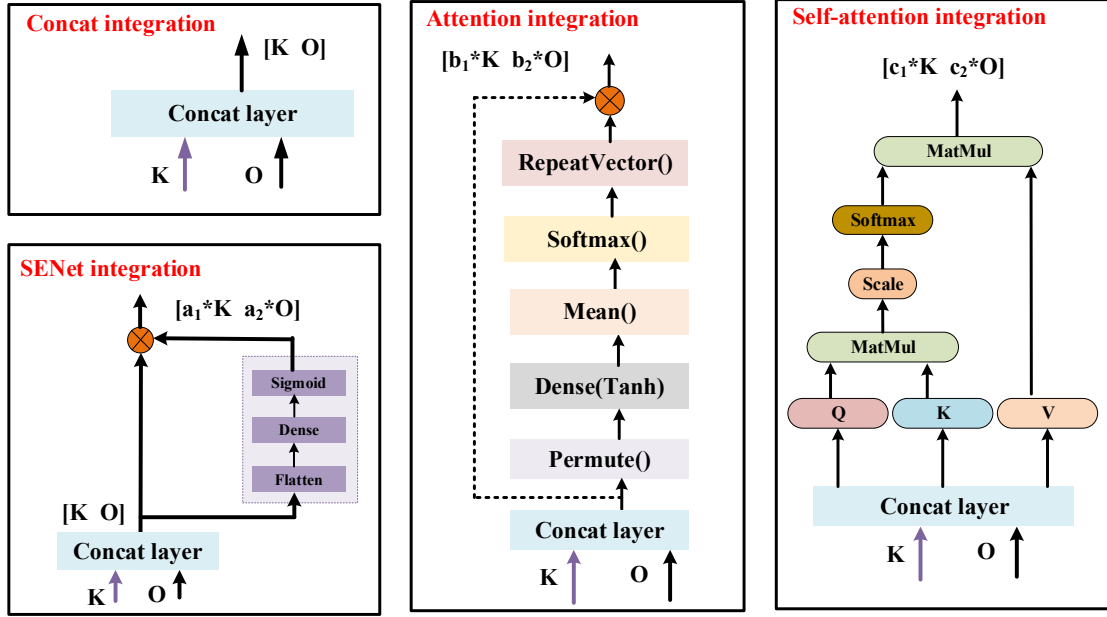 Concat integration
[K O]
Concat layer
K
O
SENet integration
[a₁*K a₂*O]
Sigmoid
Dense
Flatten
[K O]
Concat layer
K
O
Attention integration
[b₁*K b₂*O]
RepeatVector()
Softmax()
Mean()
Dense(Tanh)
Permute()
Concat layer
K
O
Self-attention integration
[c₁*K c₂*O]
MatMul
Softmax
Scale
MatMul
Q
K
V
Concat layer
K
O